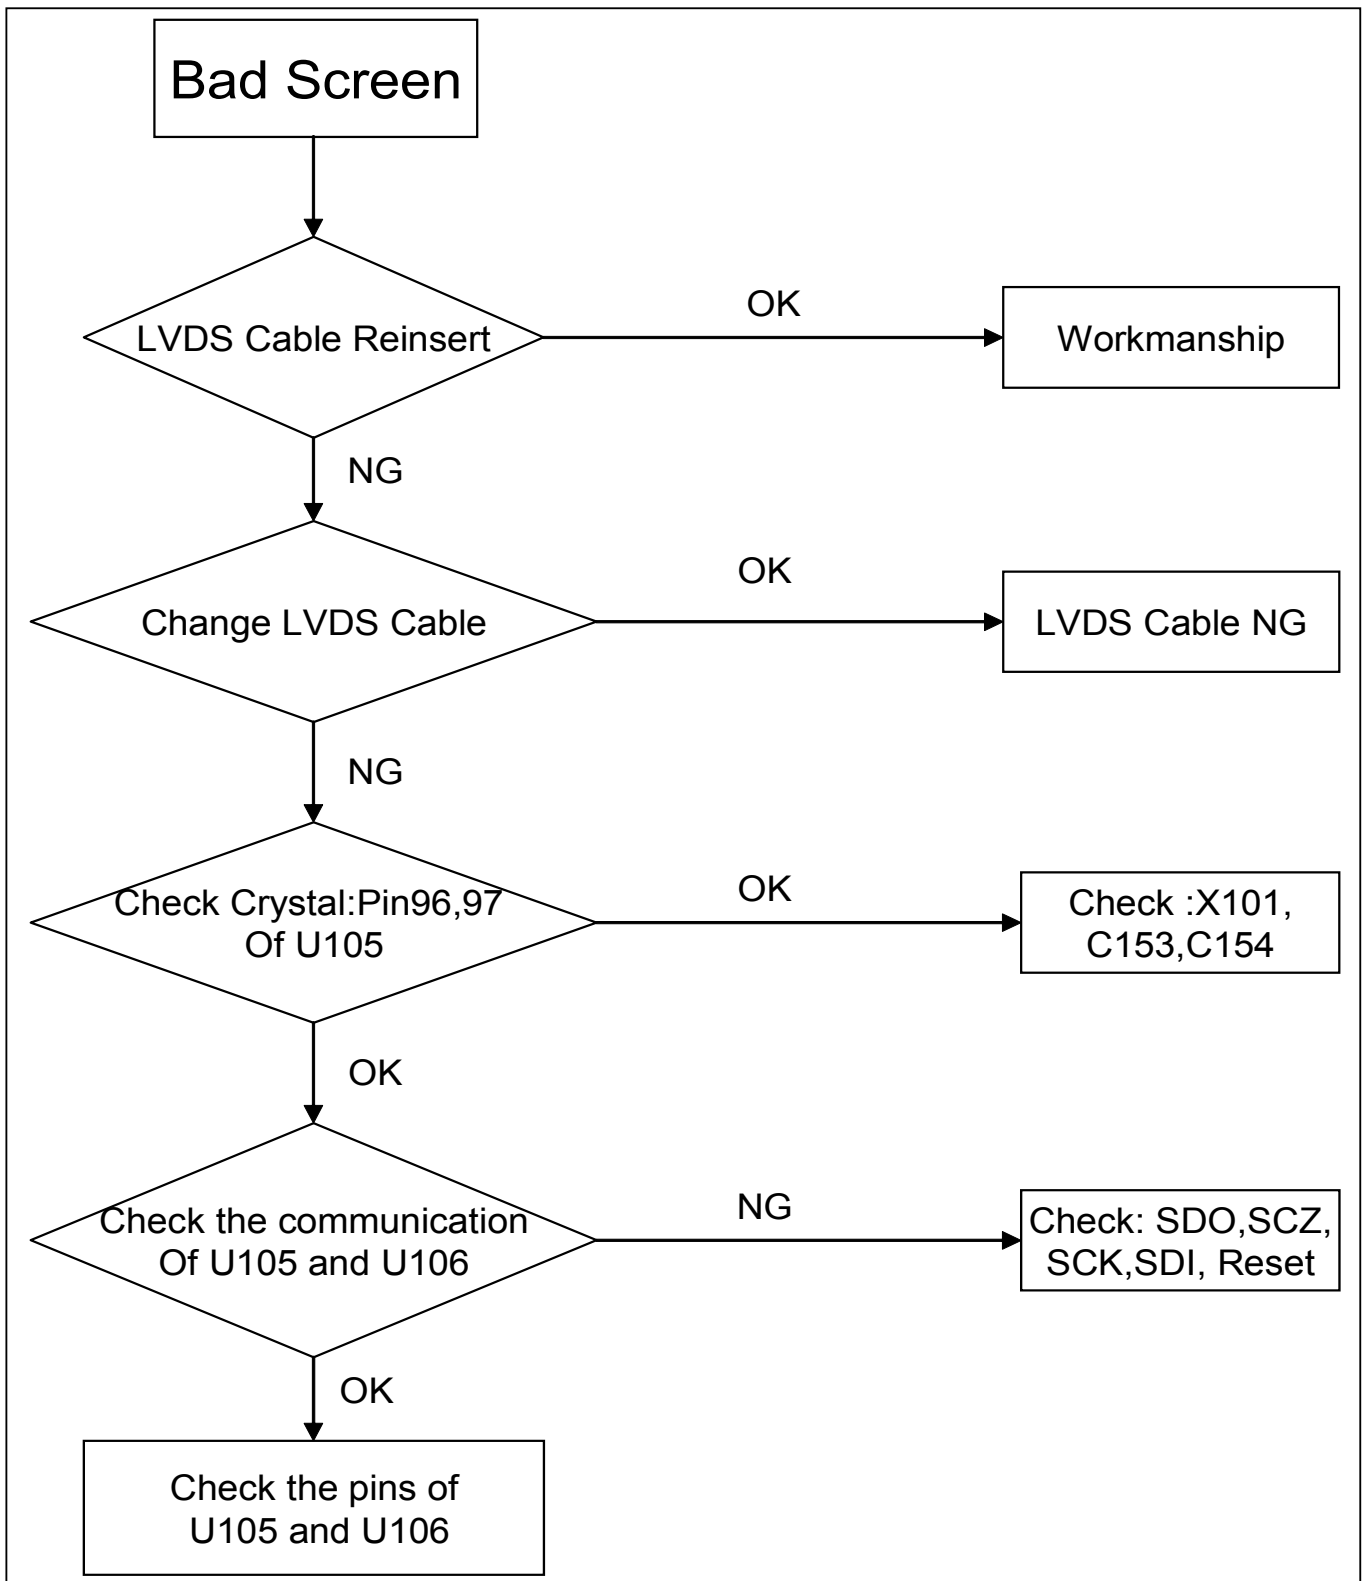 Bad Screen
LVDS Cable Reinsert
OK
Workmanship
NG
Change LVDS Cable
OK
LVDS Cable NG
NG
Check Crystal:Pin96,97
Of U105
OK
Check :X101,
C153,C154
OK
Check the communication
Of U105 and U106
NG
Check: SDO,SCZ,
SCK,SDI, Reset
OK
Check the pins of
U105 and U106